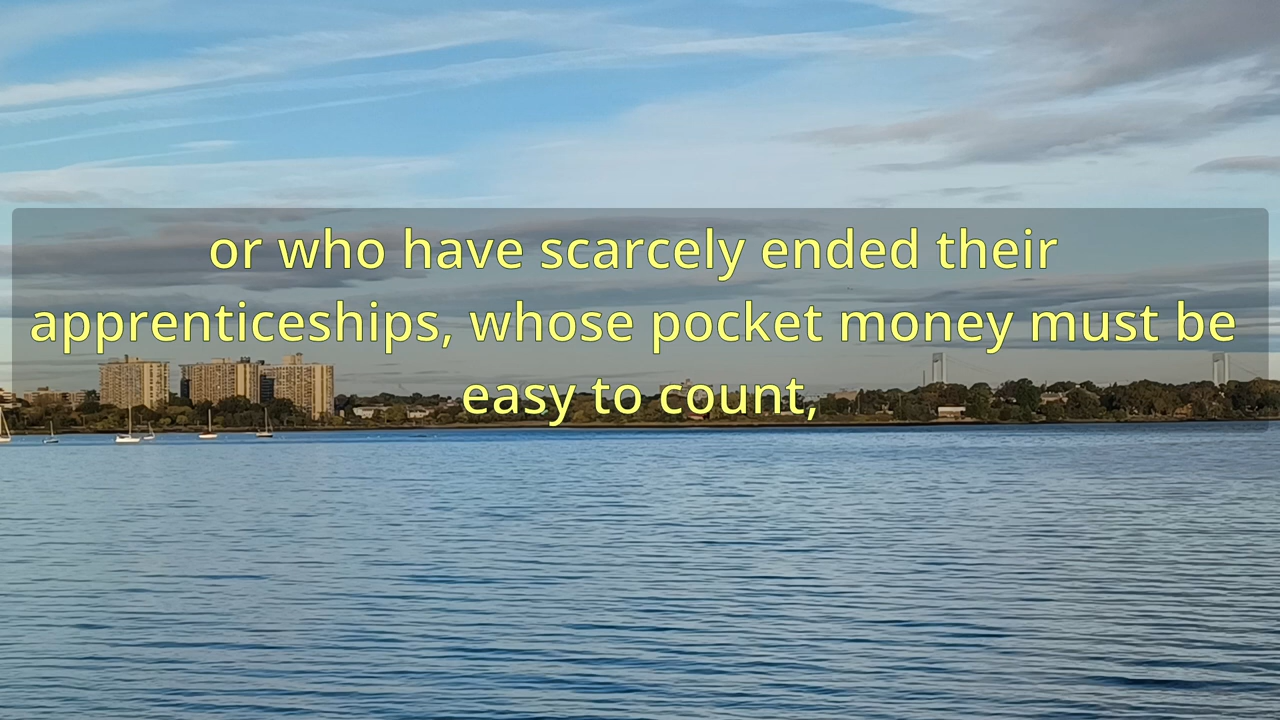 or who have scarcely ended their
apprenticeships, whose pocket money must be
easy to count,